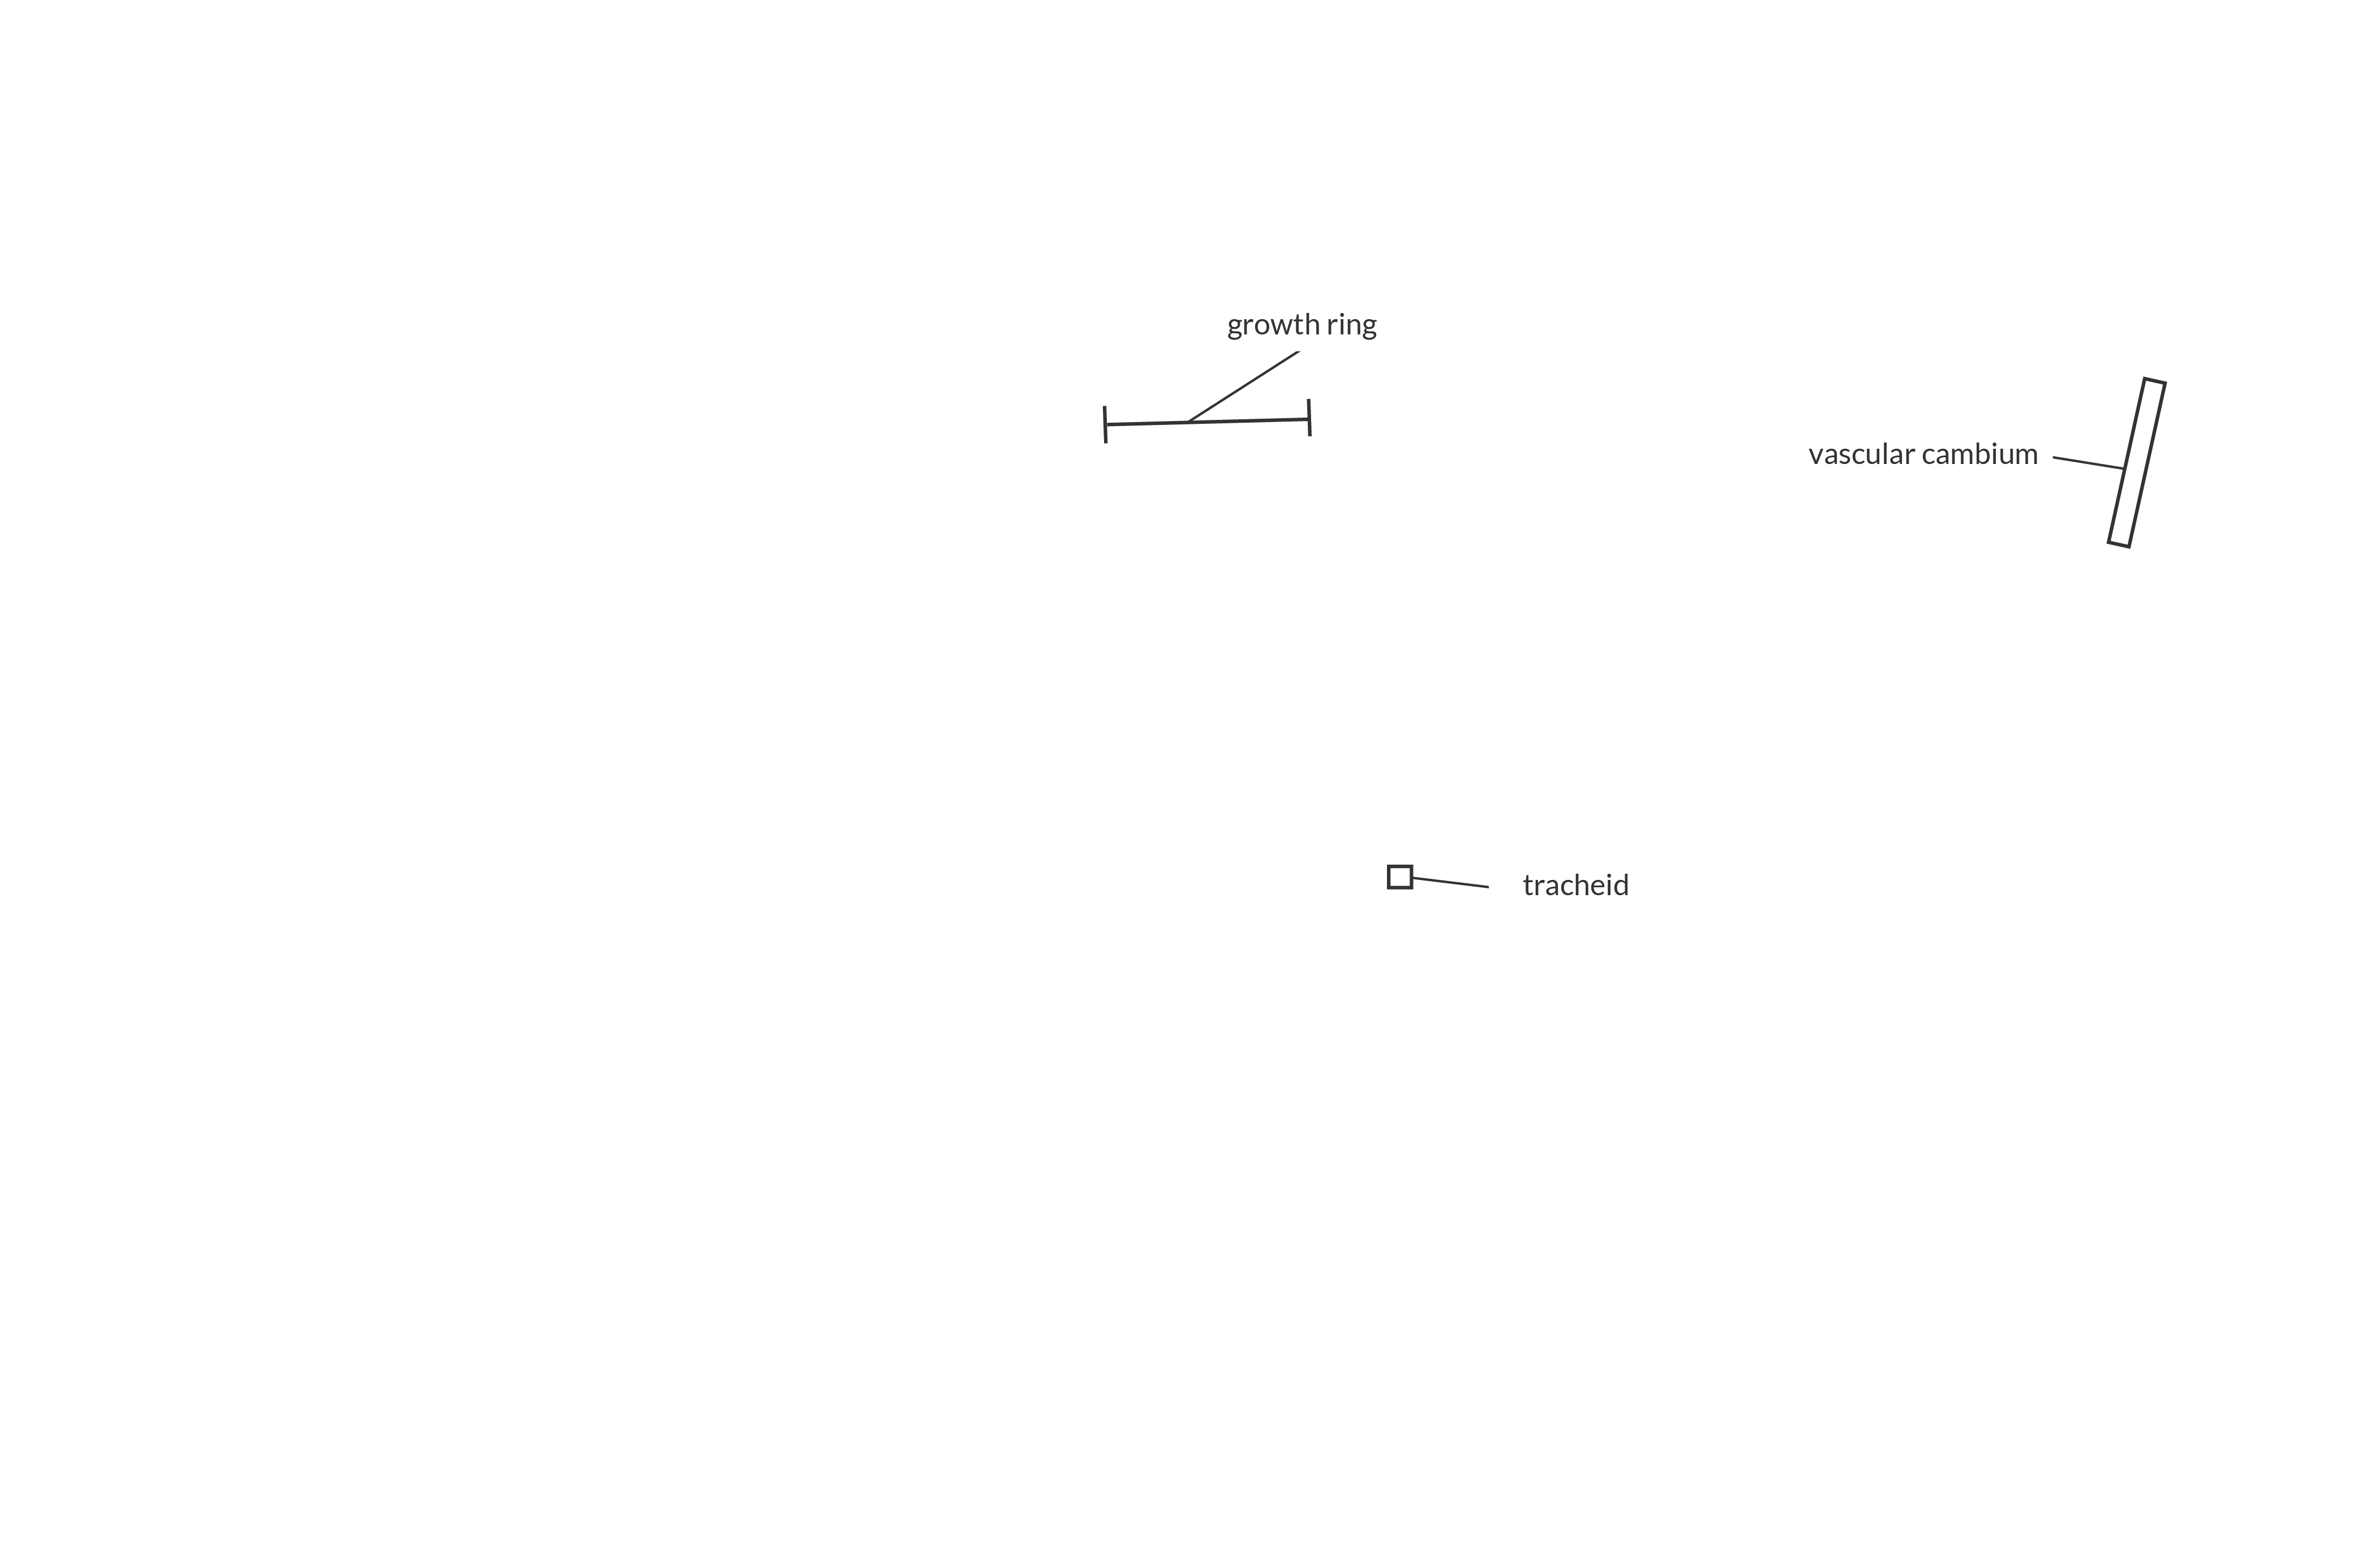 growth ring
vascular cambium
tracheid